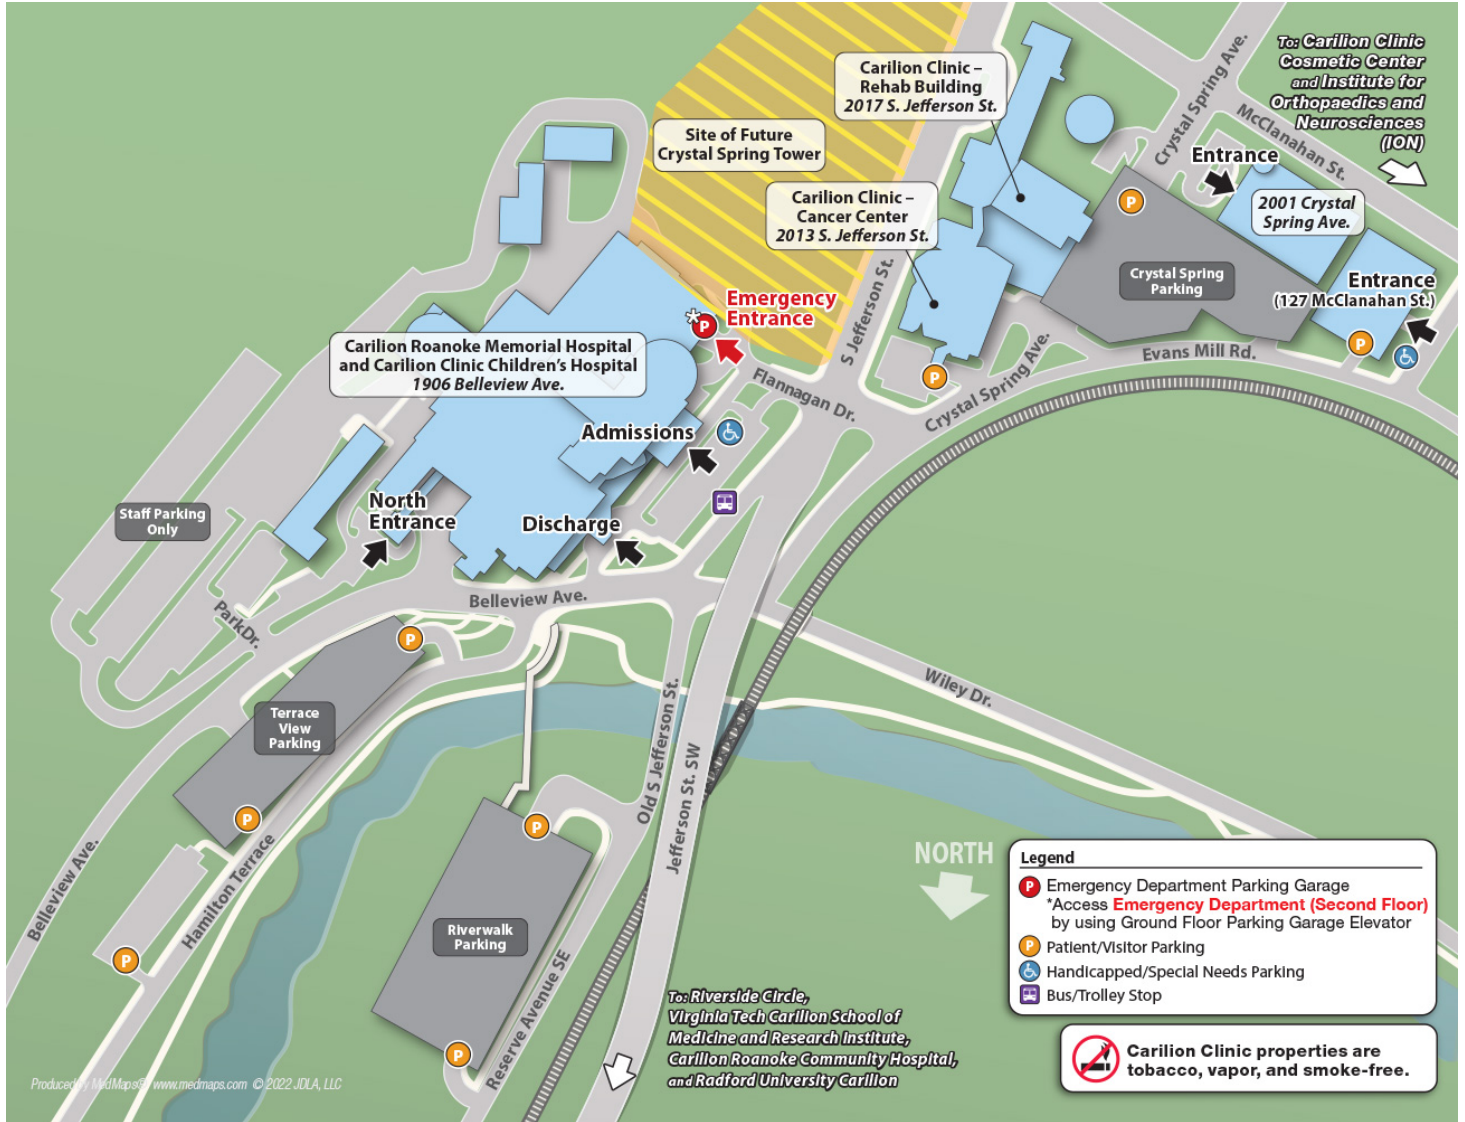 To: Carilion Clinic
Cosmetic Center
and Institute for
Orthopaedics and
Neurosciences
(ION)
Crystal Spring Ave.
McClanahan St.
Carilion Clinic –
Rehab Building
2017 S. Jefferson St.
Site of Future
Crystal Spring Tower
Entrance
P
2001 Crystal
Spring Ave.
Carilion Clinic –
Cancer Center
2013 S. Jefferson St.
Crystal Spring
Parking
Entrance
(127 McClanahan St.)
S Jefferson St.
Emergency
Entrance
*
P
P
Evans Mill Rd.
Carilion Roanoke Memorial Hospital
and Carilion Clinic Children's Hospital
1906 Belleview Ave.
Flannagan Dr.
P
Crystal Spring Ave.
Admissions
North
Entrance
Discharge
Staff Parking
Only
Belleview Ave.
Park Dr.
P
Wiley Dr.
Terrace
View
Parking
Old S Jefferson St.
Jefferson St. SW
P
P
Belleview Ave.
Hamilton Terrace
Riverwalk
Parking
P
P
Reserve Avenue SE
NORTH
Legend
P Emergency Department Parking Garage
*Access Emergency Department (Second Floor)
by using Ground Floor Parking Garage Elevator
P Patient/Visitor Parking
Handicapped/Special Needs Parking
Bus/Trolley Stop
To: Riverside Circle,
Virginia Tech Carilion School of
Medicine and Research Institute,
Carilion Roanoke Community Hospital,
and Radford University Carilion
Carilion Clinic properties are
tobacco, vapor, and smoke-free.
Produced by MedMaps® www.medmaps.com © 2022 JDLA, LLC